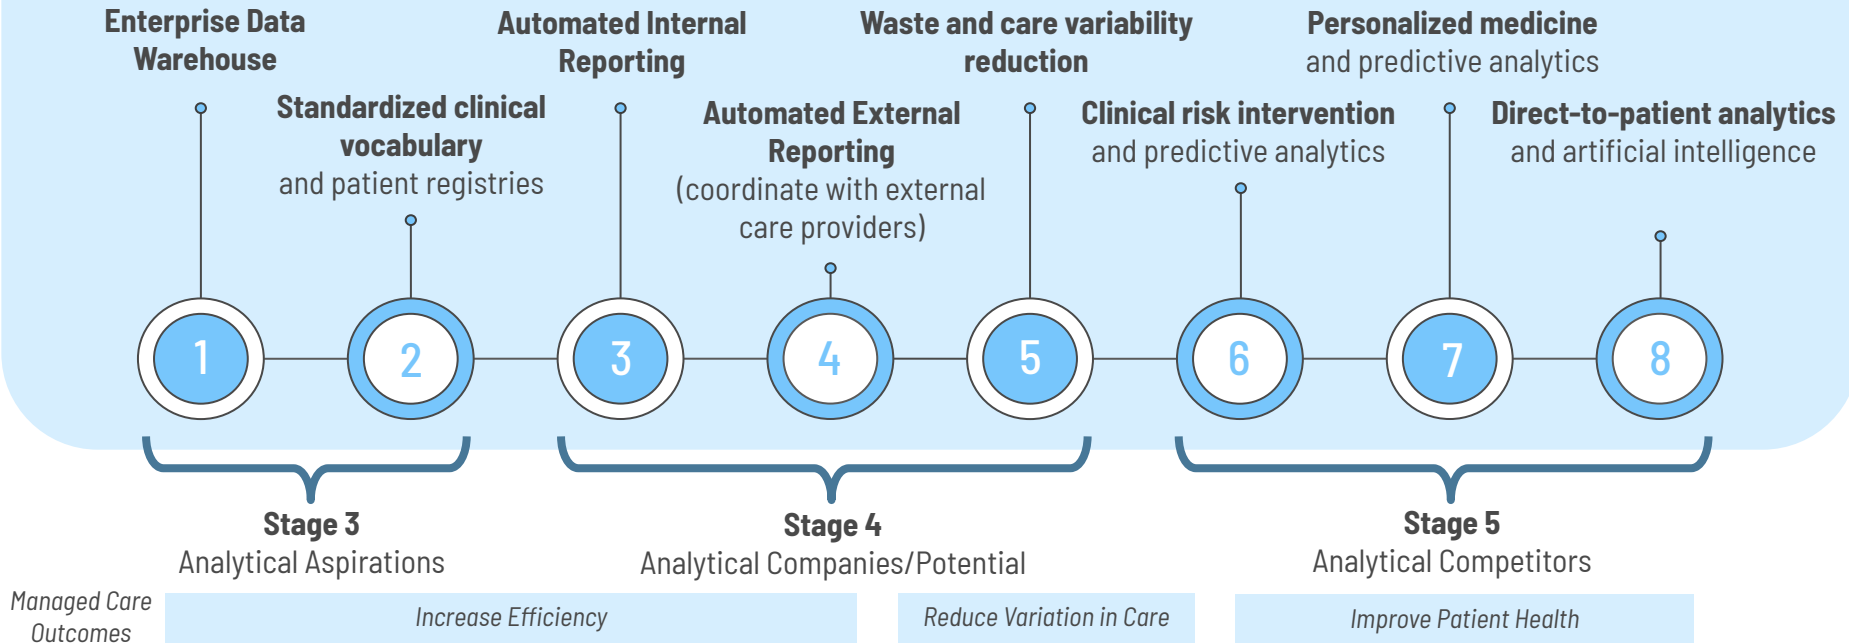 Enterprise Data
Warehouse
Standardized clinical
vocabulary
and patient registries
Automated Internal
Reporting
Automated External
Reporting
(coordinate with external
care providers)
Waste and care variability
reduction
Clinical risk intervention
and predictive analytics
Personalized medicine
and predictive analytics
Direct-to-patient analytics
and artificial intelligence
1
2
3
4
5
6
7
8
Stage 3
Analytical Aspirations
Stage 4
Analytical Companies/Potential
Stage 5
Analytical Competitors
Managed Care
Outcomes
Increase Efficiency
Reduce Variation in Care
Improve Patient Health